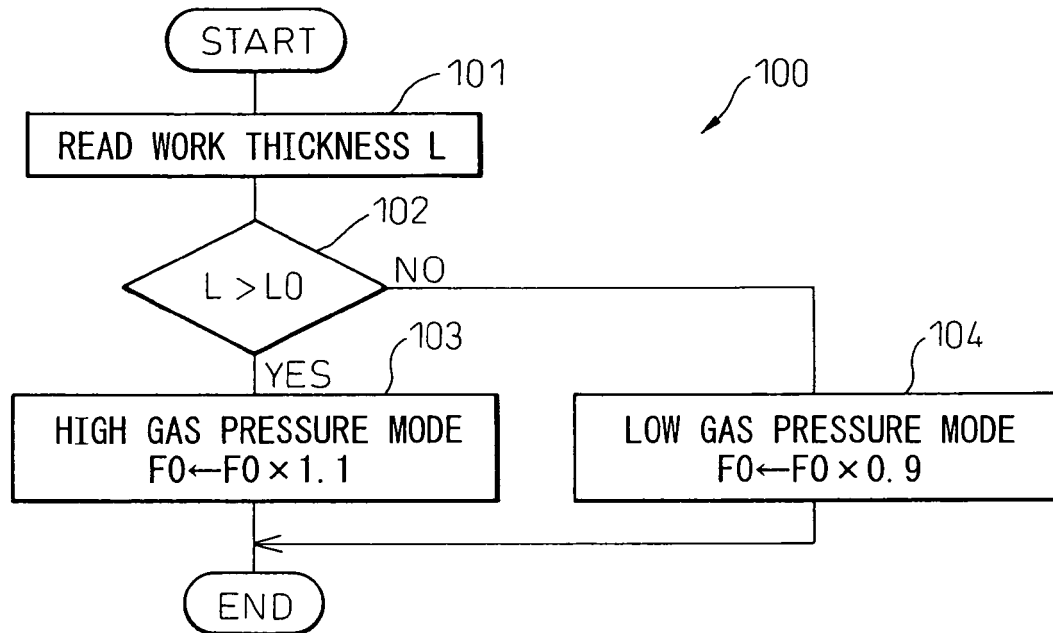 START
101
100
READ WORK THICKNESS L
102
L > L0
NO
YES
103
104
HIGH GAS PRESSURE MODE
F0←F0×1.1
LOW GAS PRESSURE MODE
F0←F0×0.9
END